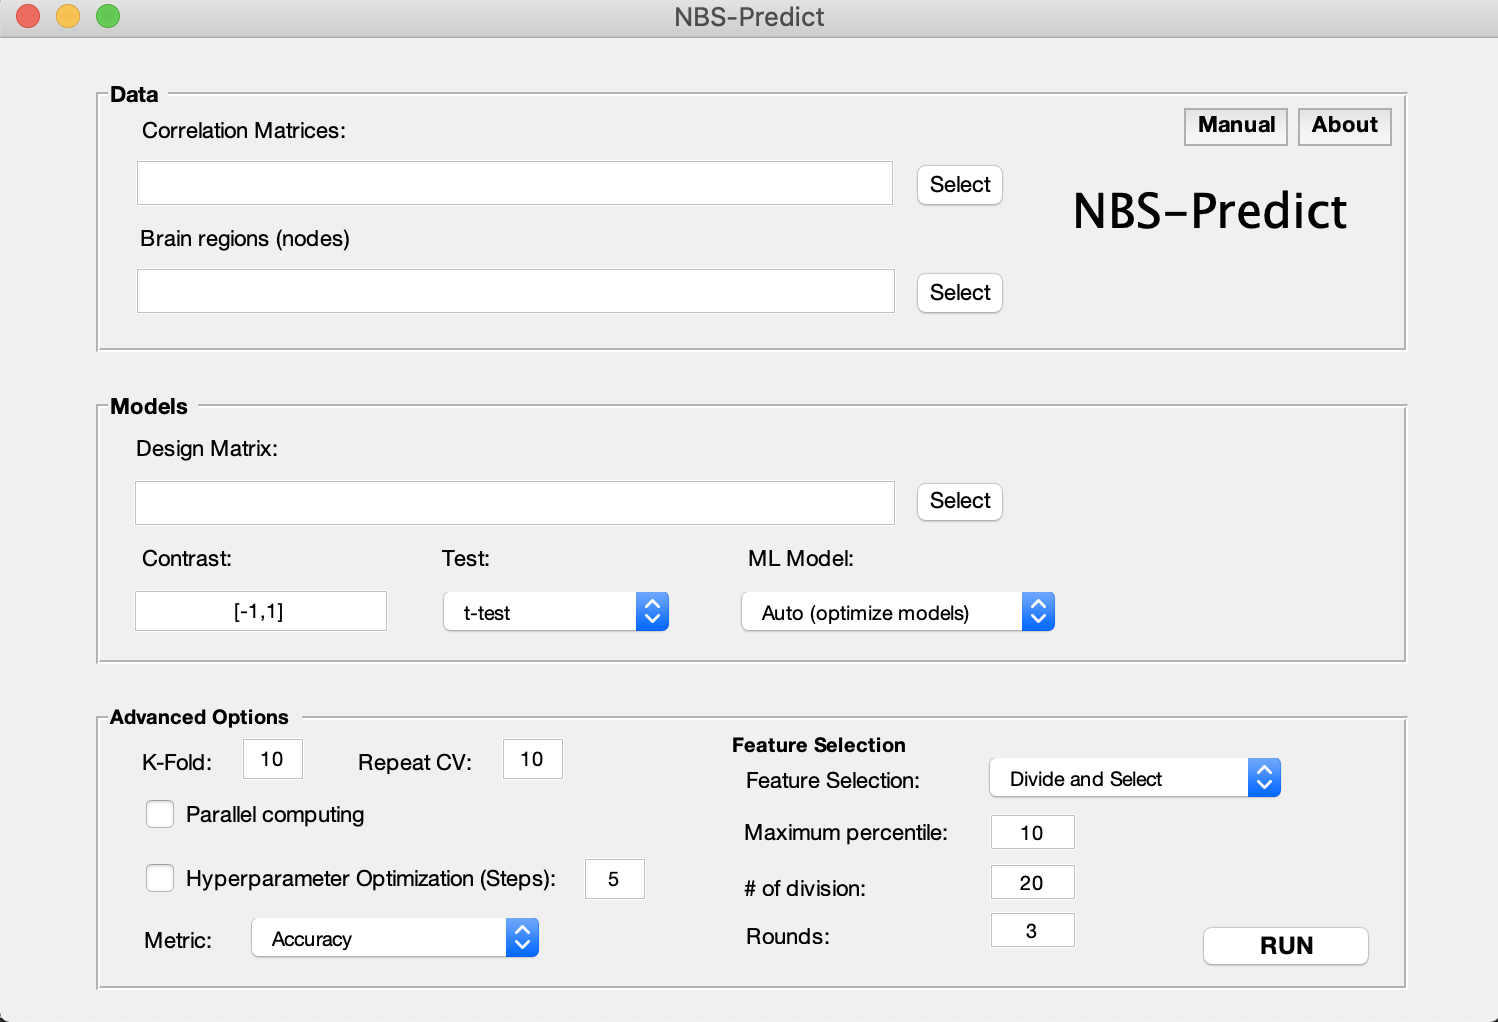 NBS-Predict
Data
Manual About
Correlation Matrices:
Select
NBS-Predict
Brain regions (nodes)
Select
Models
Design Matrix:
Select
Contrast: Test: ML Model:
[-1,1] t-test Auto (optimize models)
Advanced Options
K-Fold: 10 Repeat CV: 10
Parallel computing
Hyperparameter Optimization (Steps): 5
Metric: Accuracy
Feature Selection
Feature Selection: Divide and Select
Maximum percentile: 10
# of division: 20
Rounds: 3
RUN